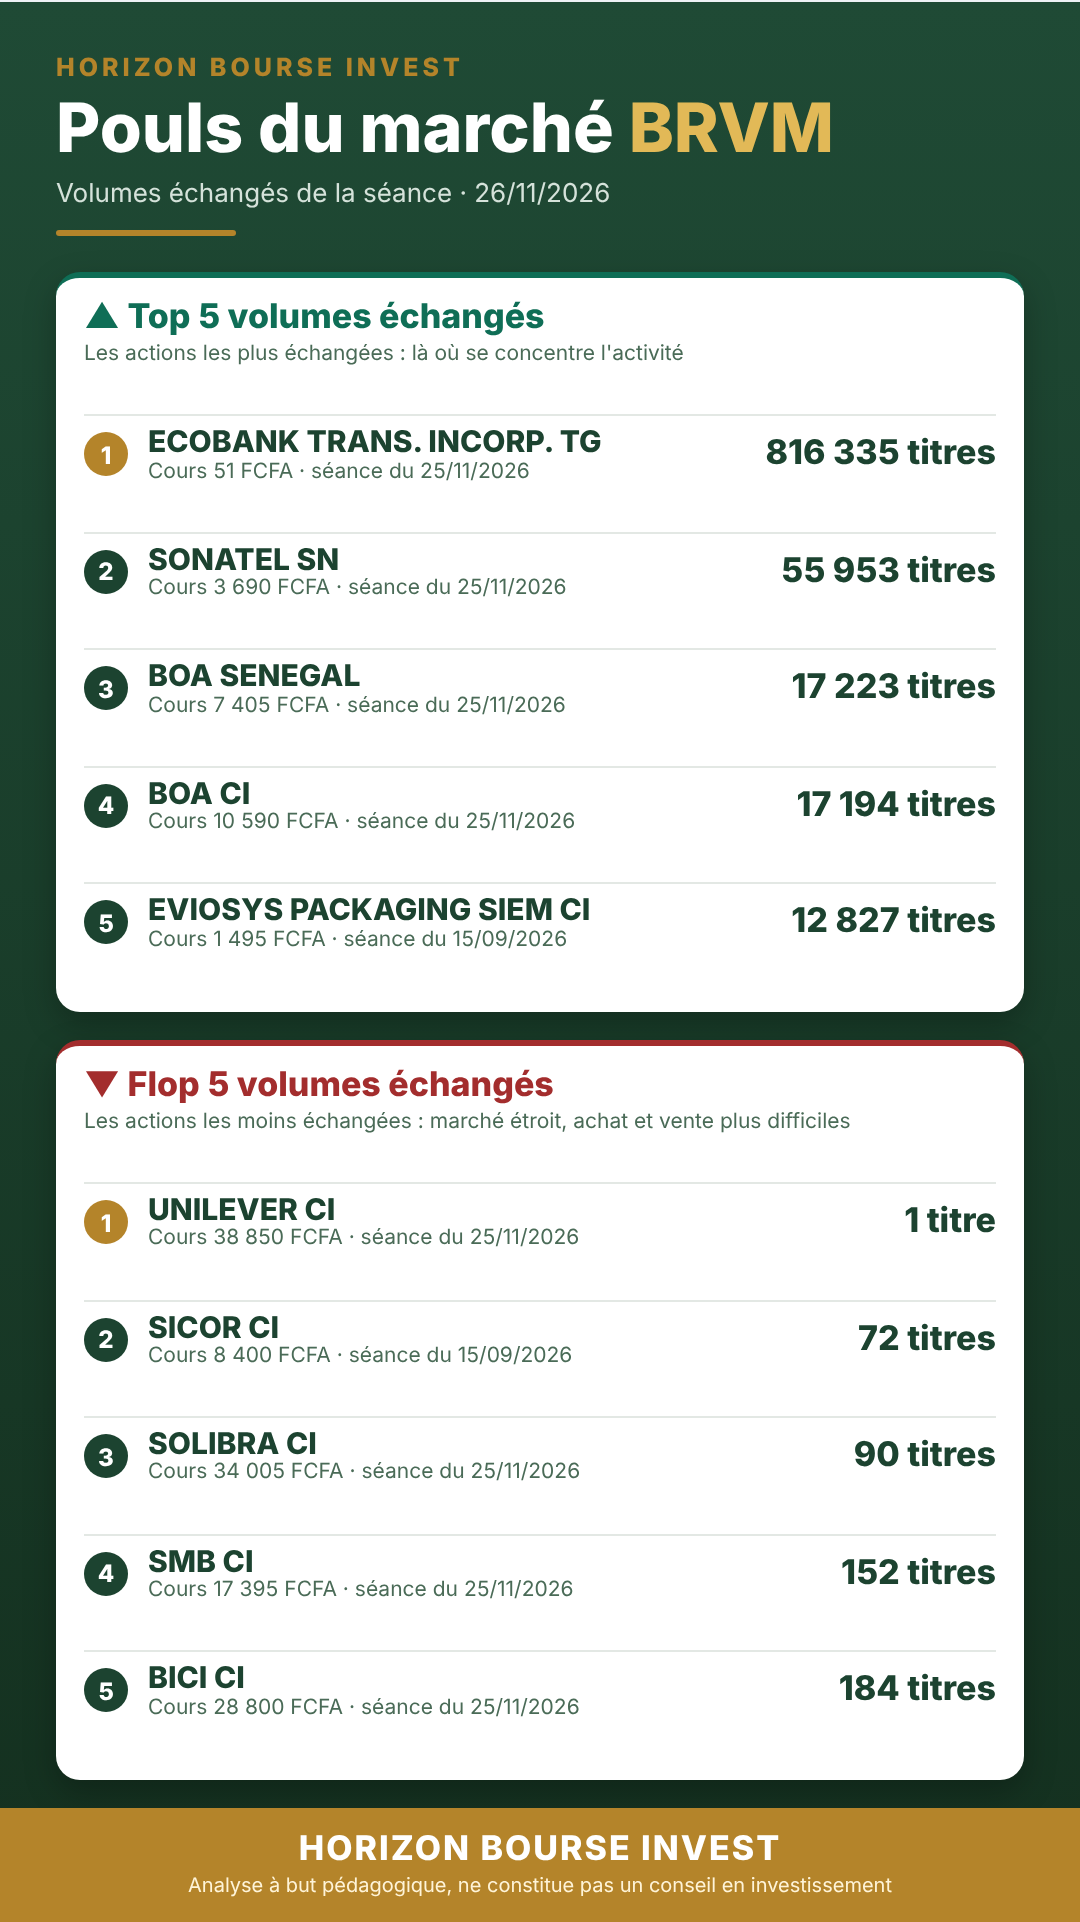 HORIZON BOURSE INVEST
Pouls du marché BRVM
Volumes échangés de la séance · 26/11/2026
▲ Top 5 volumes échangés
Les actions les plus échangées : là où se concentre l'activité
1 ECOBANK TRANS. INCORP. TG 816 335 titres
Cours 51 FCFA · séance du 25/11/2026
2 SONATEL SN 55 953 titres
Cours 3 690 FCFA · séance du 25/11/2026
3 BOA SENEGAL 17 223 titres
Cours 7 405 FCFA · séance du 25/11/2026
4 BOA CI 17 194 titres
Cours 10 590 FCFA · séance du 25/11/2026
5 EVIOSYS PACKAGING SIEM CI 12 827 titres
Cours 1 495 FCFA · séance du 15/09/2026
▼ Flop 5 volumes échangés
Les actions les moins échangées : marché étroit, achat et vente plus difficiles
1 UNILEVER CI 1 titre
Cours 38 850 FCFA · séance du 25/11/2026
2 SICOR CI 72 titres
Cours 8 400 FCFA · séance du 15/09/2026
3 SOLIBRA CI 90 titres
Cours 34 005 FCFA · séance du 25/11/2026
4 SMB CI 152 titres
Cours 17 395 FCFA · séance du 25/11/2026
5 BICI CI 184 titres
Cours 28 800 FCFA · séance du 25/11/2026
HORIZON BOURSE INVEST
Analyse à but pédagogique, ne constitue pas un conseil en investissement